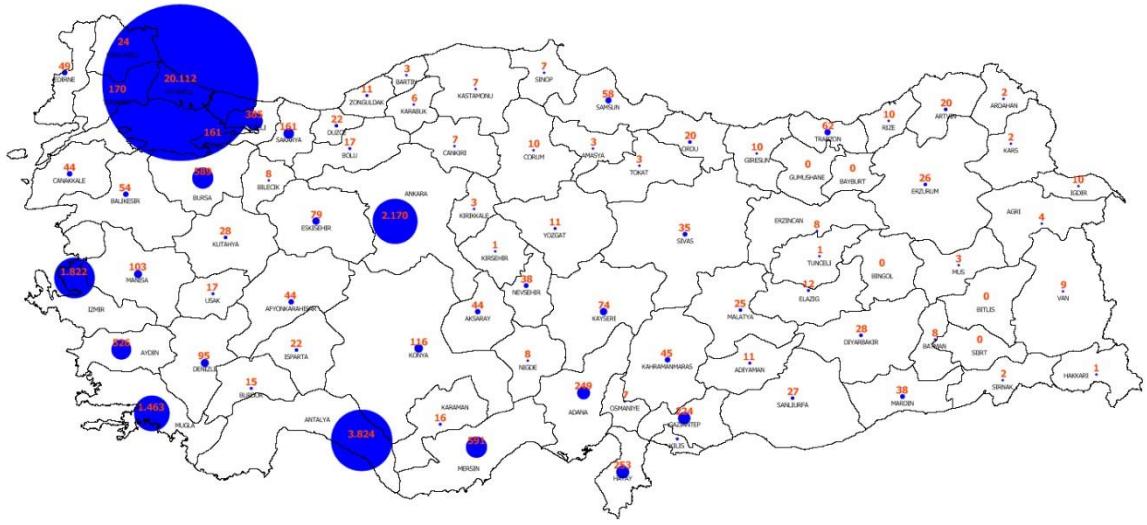 24
49
EDIRNE
170
20.112
161
161
SAKARYA
22
DUZCE
11
ZONGULDAK
3
BARTIN
6
KARABUK
7
KASTAMONU
7
SINOP
58
SAMSUN
17
BOLU
7
CANKIRI
10
CORUM
3
AMASYA
3
TOKAT
20
ORDU
10
GIRESUN
62
TRABZON
0
GUMUSHANE
0
BAYBURT
10
RIZE
20
ARTVIN
2
ARDAHAN
2
KARS
26
ERZURUM
10
IGDIR
AGRI
4
44
CANAKKALE
54
BALIKESIR
589
BURSA
8
BILECIK
28
KUTAHYA
79
ESKISEHIR
ANKARA
2.170
3
KIRIKKALE
1
KIRSEHIR
11
YOZGAT
35
SIVAS
ERZINCAN
8
1
TUNCELI
12
ELAZIG
0
BINGOL
3
MUS
0
BITLIS
9
VAN
1.822
IZMIR
103
MANISA
17
USAK
44
AFYONKARAHISAR
44
AKSARAY
38
NEVSEHIR
74
KAYSERI
25
MALATYA
28
DIYARBAKIR
8
BATMAN
0
SIIRT
2
SIRNAK
HAKKARI
1
AYDIN
95
DENIZLI
22
ISPARTA
15
BURDUR
116
KONYA
8
NIGDE
45
KAHRAMANMARAS
11
ADIYAMAN
27
SANLIURFA
38
MARDIN
1.463
MUGLA
ANTALYA
3.824
KARAMAN
16
591
MERSIN
249
ADANA
7
OSMANIYE
GAZIANTEP
KILIS
253
HATAY